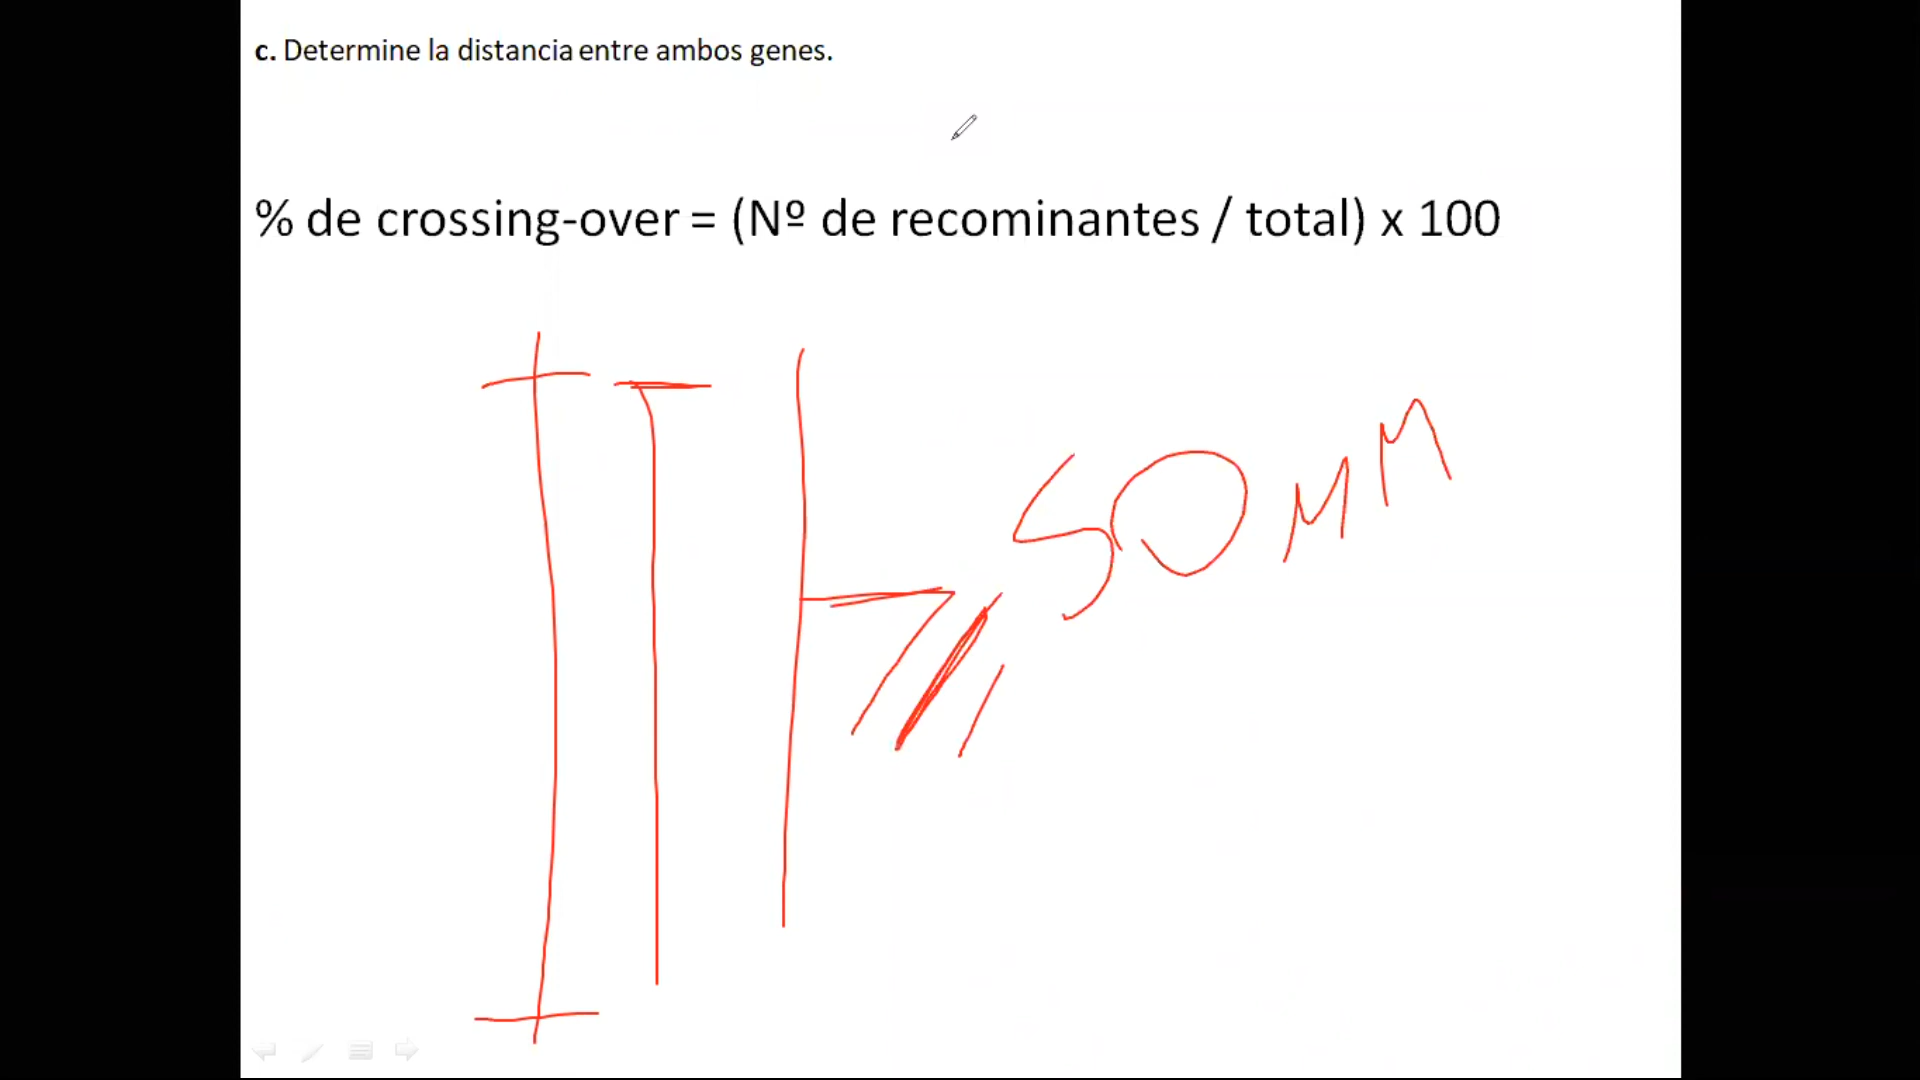 c. Determine la distancia entre ambos genes.
% de crossing-over = (Nº de recominantes / total) x 100
50 MM